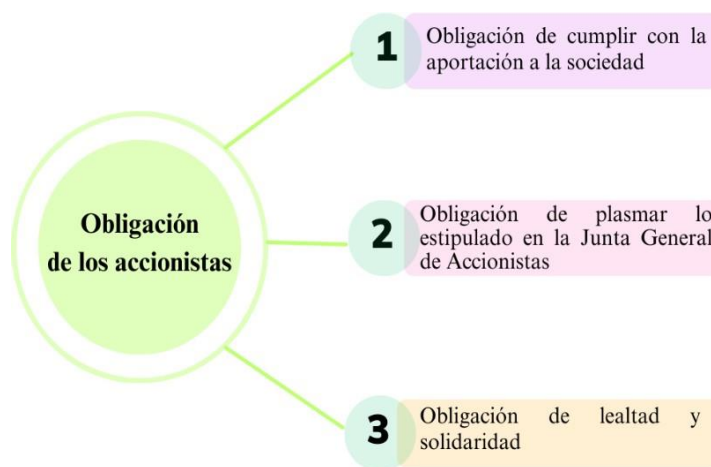 Obligación
de los accionistas
1
Obligación de cumplir con la
aportación a la sociedad
2
Obligación de plasmar lo
estipulado en la Junta General
de Accionistas
3
Obligación de lealtad y
solidaridad